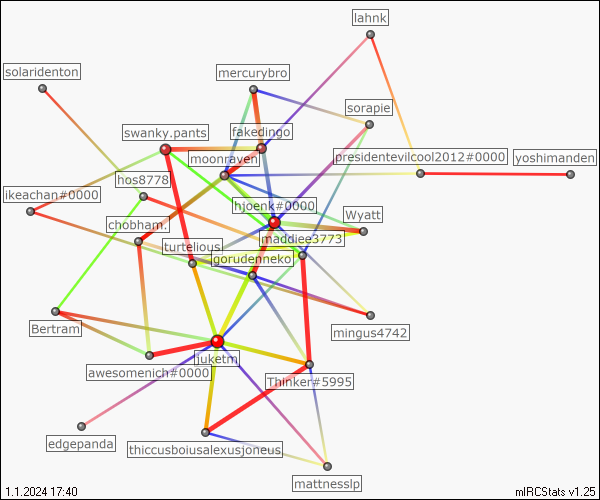 lahnk
solaridenton
mercurybro
sorapie
swanky.pants
fakedingo
moonraven
presidentevilcool2012#0000
yoshimanden
hos8778
ikeachan#0000
hjoenk#0000
Wyatt
chobham.
maddiee3773
turtelious
gorudenneko
Bertram
mingus4742
juketm
awesomenich#0000
Thinker#5995
edgepanda
thiccusboiusalexusjoneus
mattnesslp
1.1.2024 17:40
mIRCStats v1.25